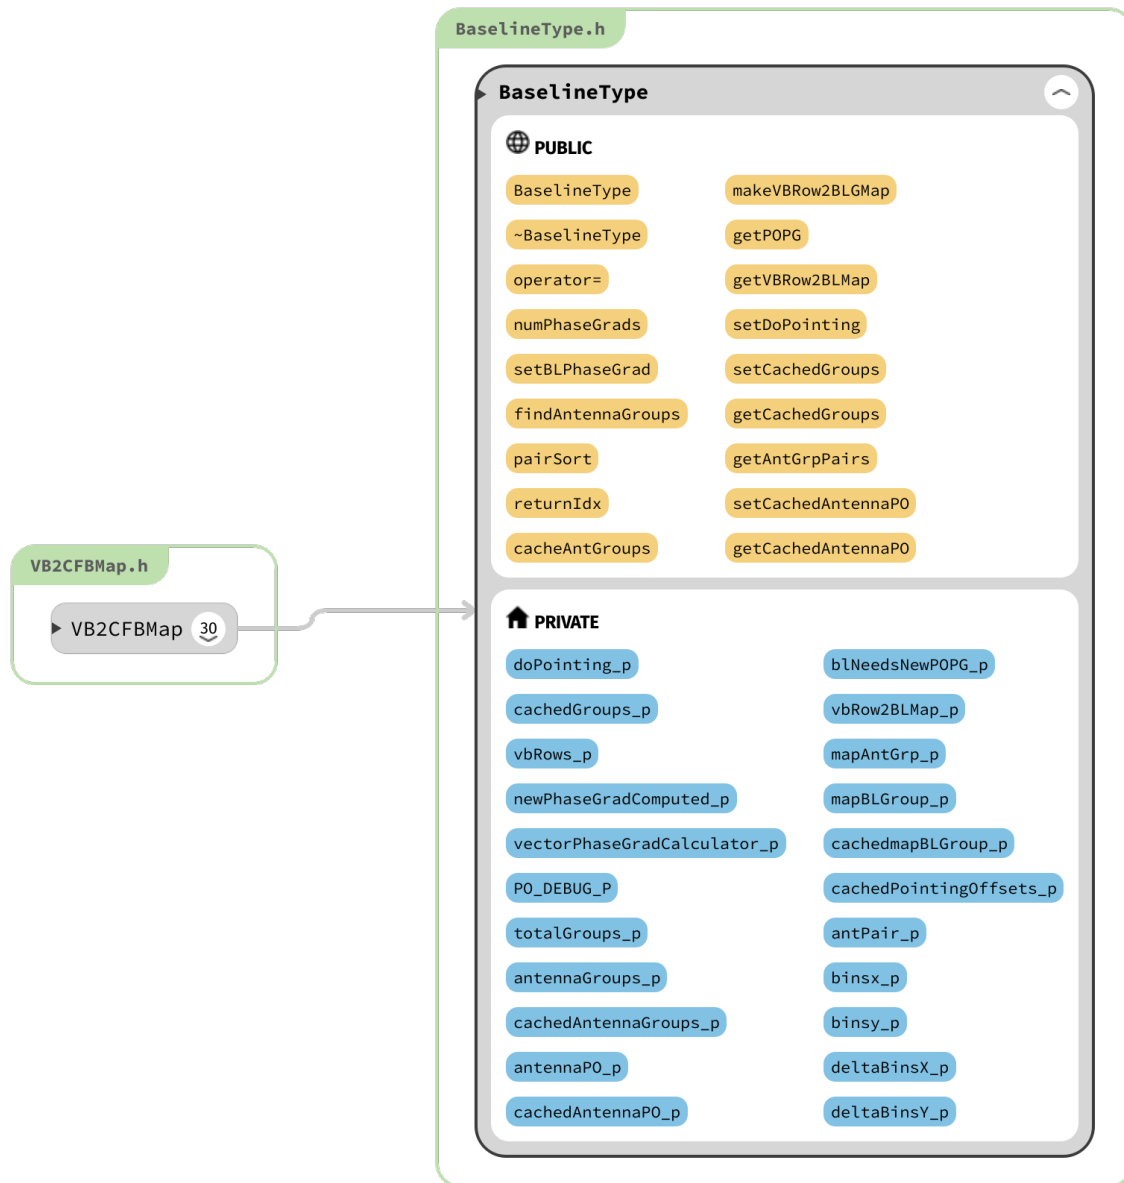 BaselineType.h
BaselineType
PUBLIC
BaselineType
makeVBRow2BLGMap
~BaselineType
getPOPG
operator=
getVBRow2BLMap
numPhaseGrads
setDoPointing
setBLPhaseGrad
setCachedGroups
findAntennaGroups
getCachedGroups
pairSort
getAntGrpPairs
returnIdx
setCachedAntennaPO
cacheAntGroups
getCachedAntennaPO
VB2CFBMap.h
VB2CFBMap 30
PRIVATE
doPointing_p
blNeedsNewPOPG_p
cachedGroups_p
vbRow2BLMap_p
vbRows_p
mapAntGrp_p
newPhaseGradComputed_p
mapBLGroup_p
vectorPhaseGradCalculator_p
cachedmapBLGroup_p
PO_DEBUG_P
cachedPointingOffsets_p
totalGroups_p
antPair_p
antennaGroups_p
binsx_p
cachedAntennaGroups_p
binsy_p
antennaPO_p
deltaBinsX_p
cachedAntennaPO_p
deltaBinsY_p